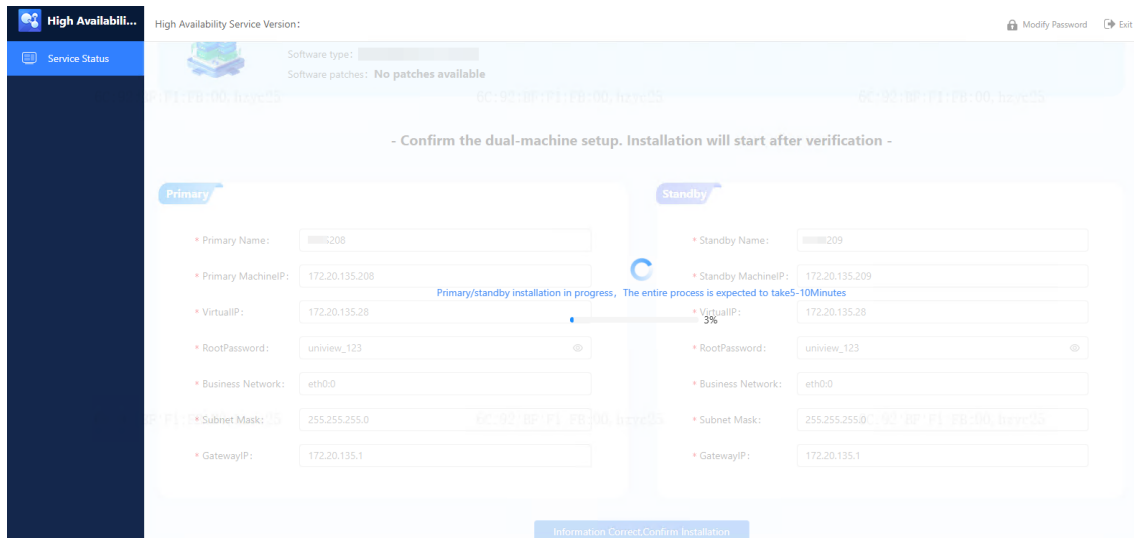 High Availabili...
High Availability Service Version:
Modify Password
Exit
Service Status
Software type:
Software patches: No patches available
- Confirm the dual-machine setup. Installation will start after verification -
Primary
Standby
* Primary Name: 208
* Standby Name: 209
* Primary MachineIP: 172.20.135.208
* Standby MachineIP: 172.20.135.209
Primary/standby installation in progress, The entire process is expected to take5-10Minutes
* VirtualIP: 172.20.135.28
* VirtualIP: 172.20.135.28
3%
* RootPassword: uniview_123
* RootPassword: uniview_123
* Business Network: eth0:0
* Business Network: eth0:0
* Subnet Mask: 255.255.255.0
* Subnet Mask: 255.255.255.0
* GatewayIP: 172.20.135.1
* GatewayIP: 172.20.135.1
Information Correct,Confirm Installation